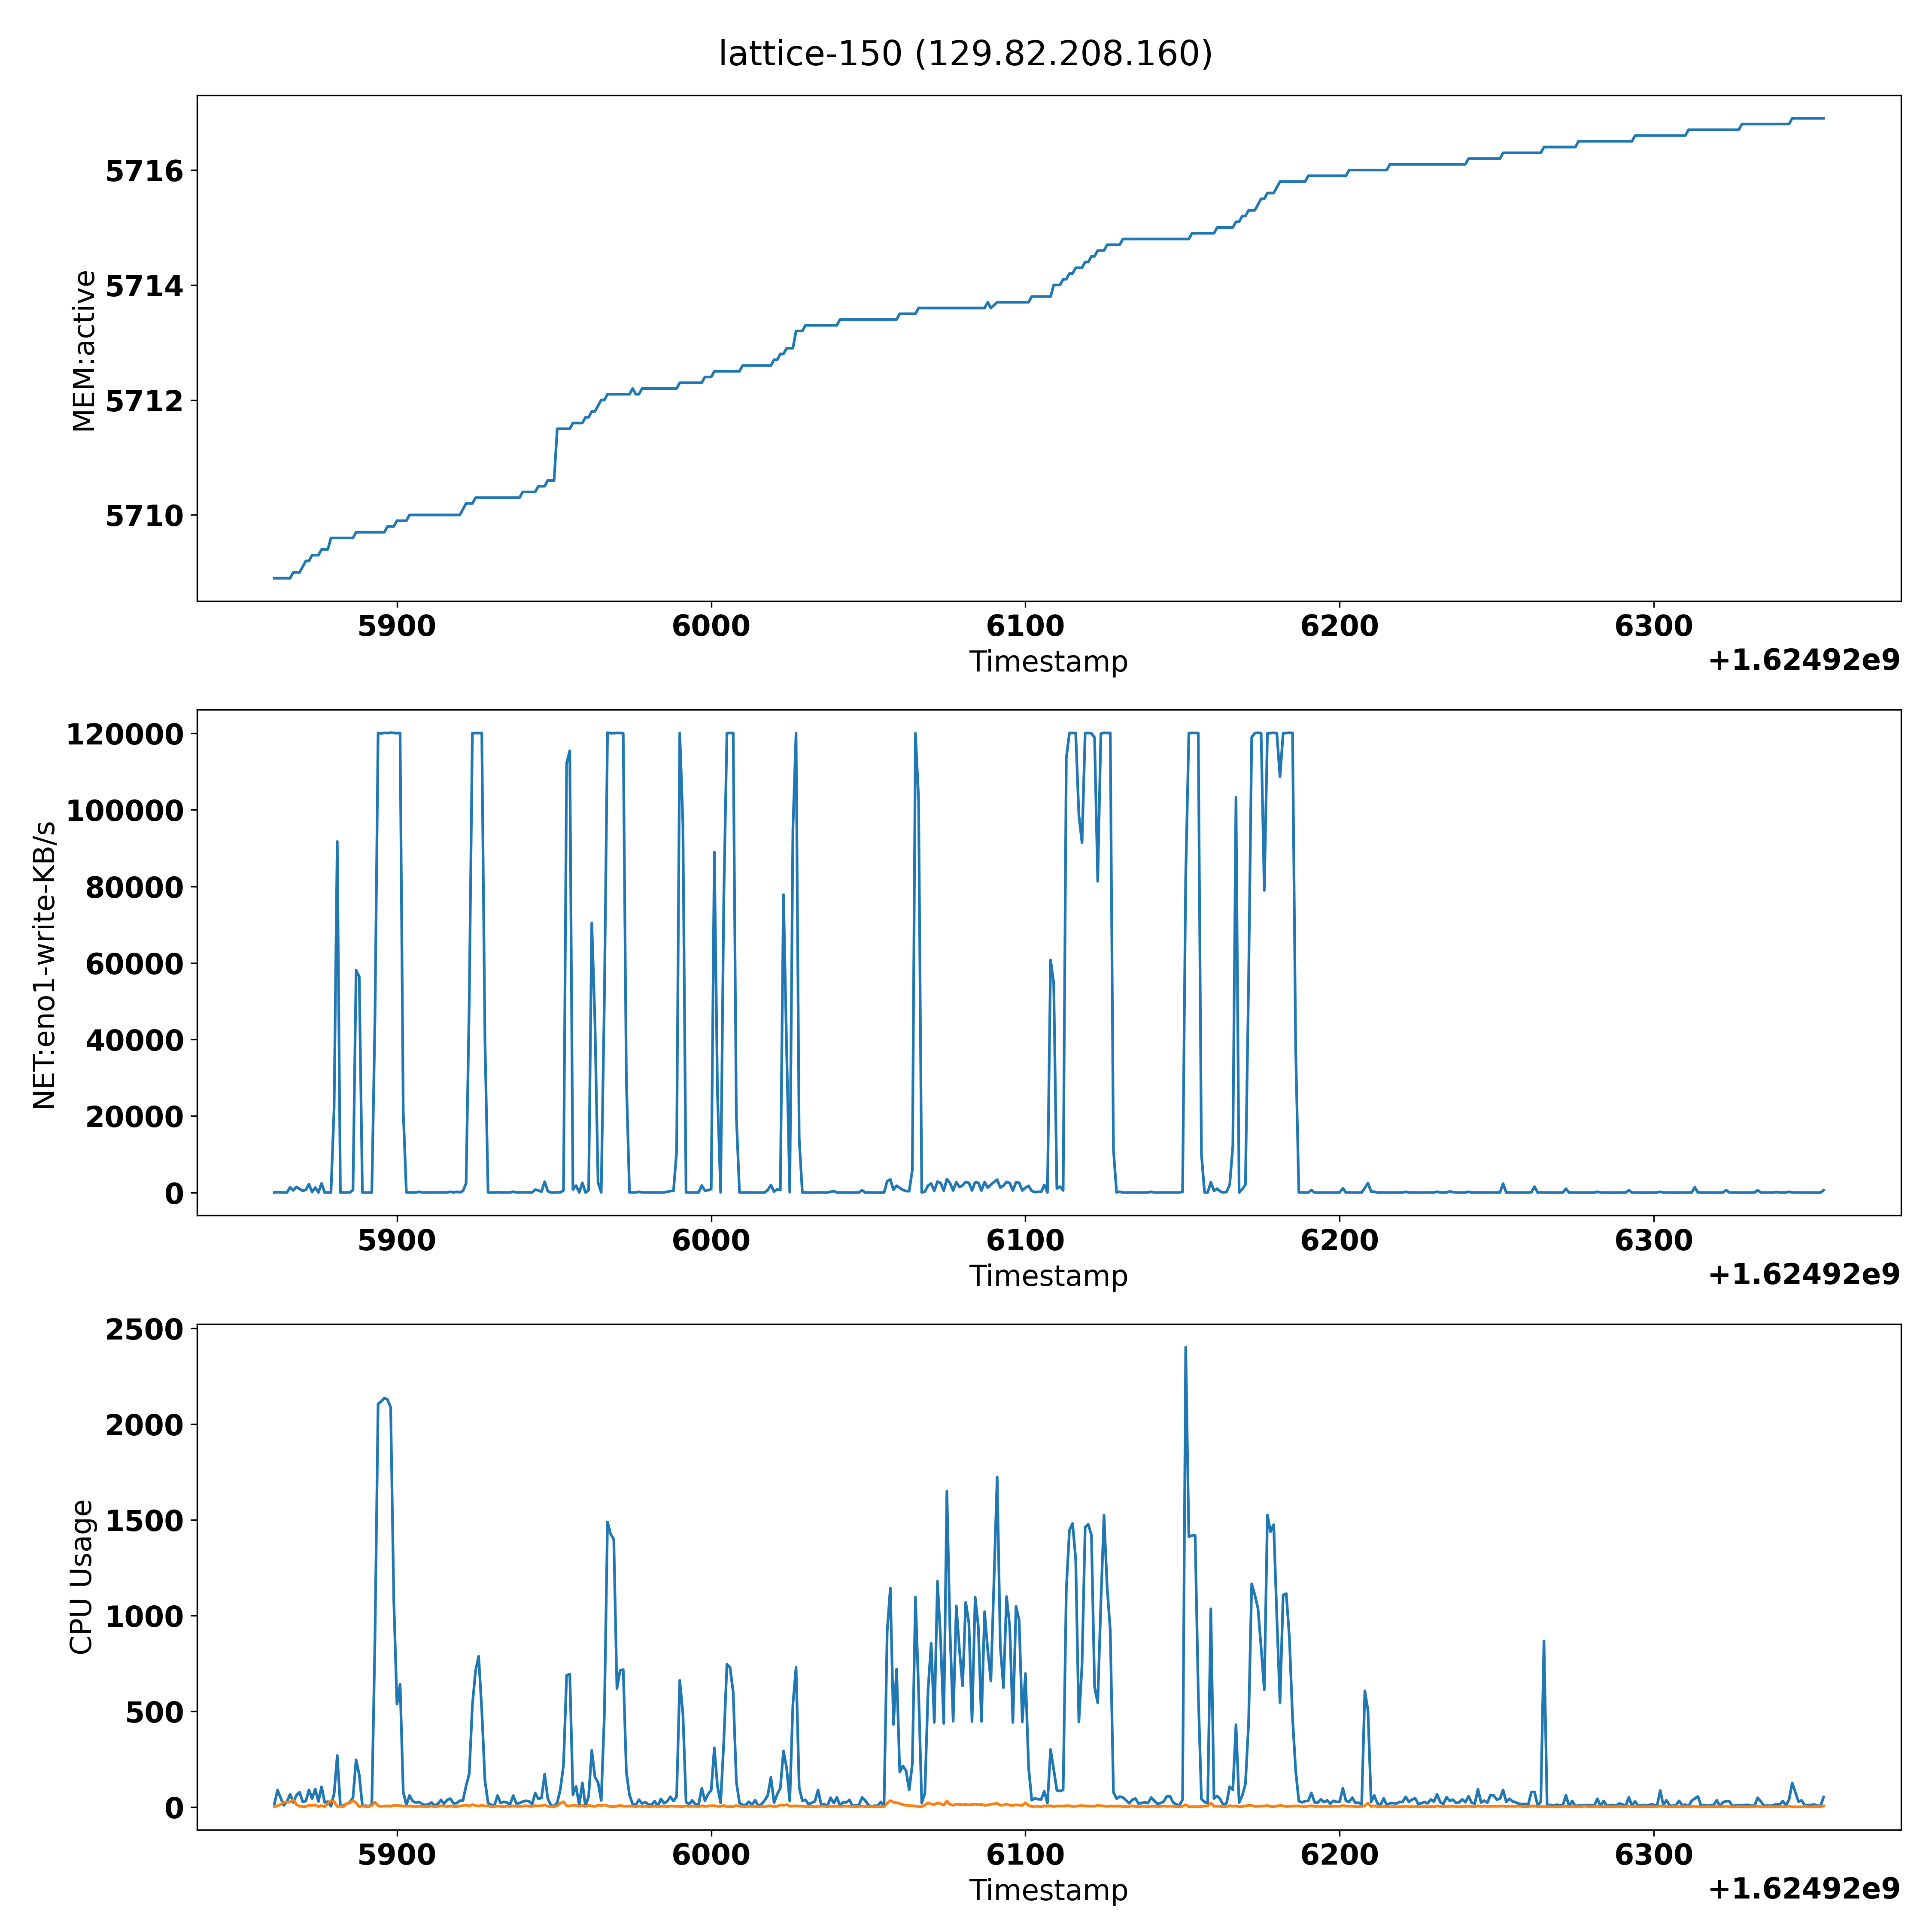 lattice-150 (129.82.208.160)
MEM:active
5716
5714
5712
5710
5900 6000 6100 6200 6300
Timestamp
+1.62492e9
NET:eno1-write-KB/s
120000
100000
80000
60000
40000
20000
0
5900 6000 6100 6200 6300
Timestamp
+1.62492e9
CPU Usage
2500
2000
1500
1000
500
0
5900 6000 6100 6200 6300
Timestamp
+1.62492e9